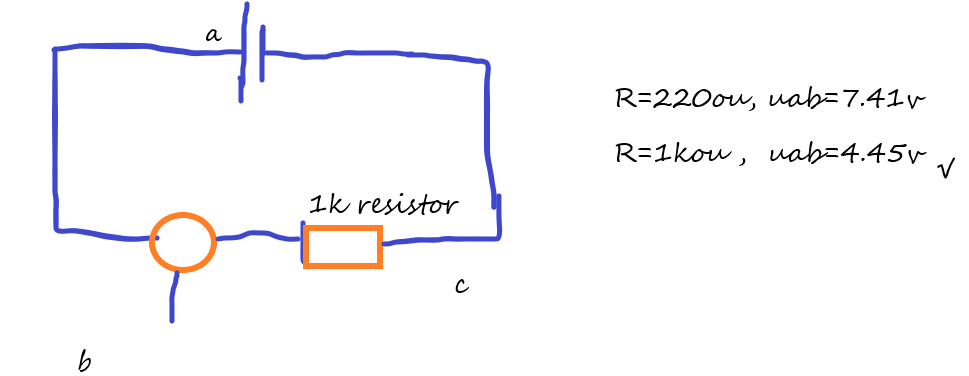 a
R=220ou, uab=7.41v
R=1kou , uab=4.45v √
1k resistor
c
b